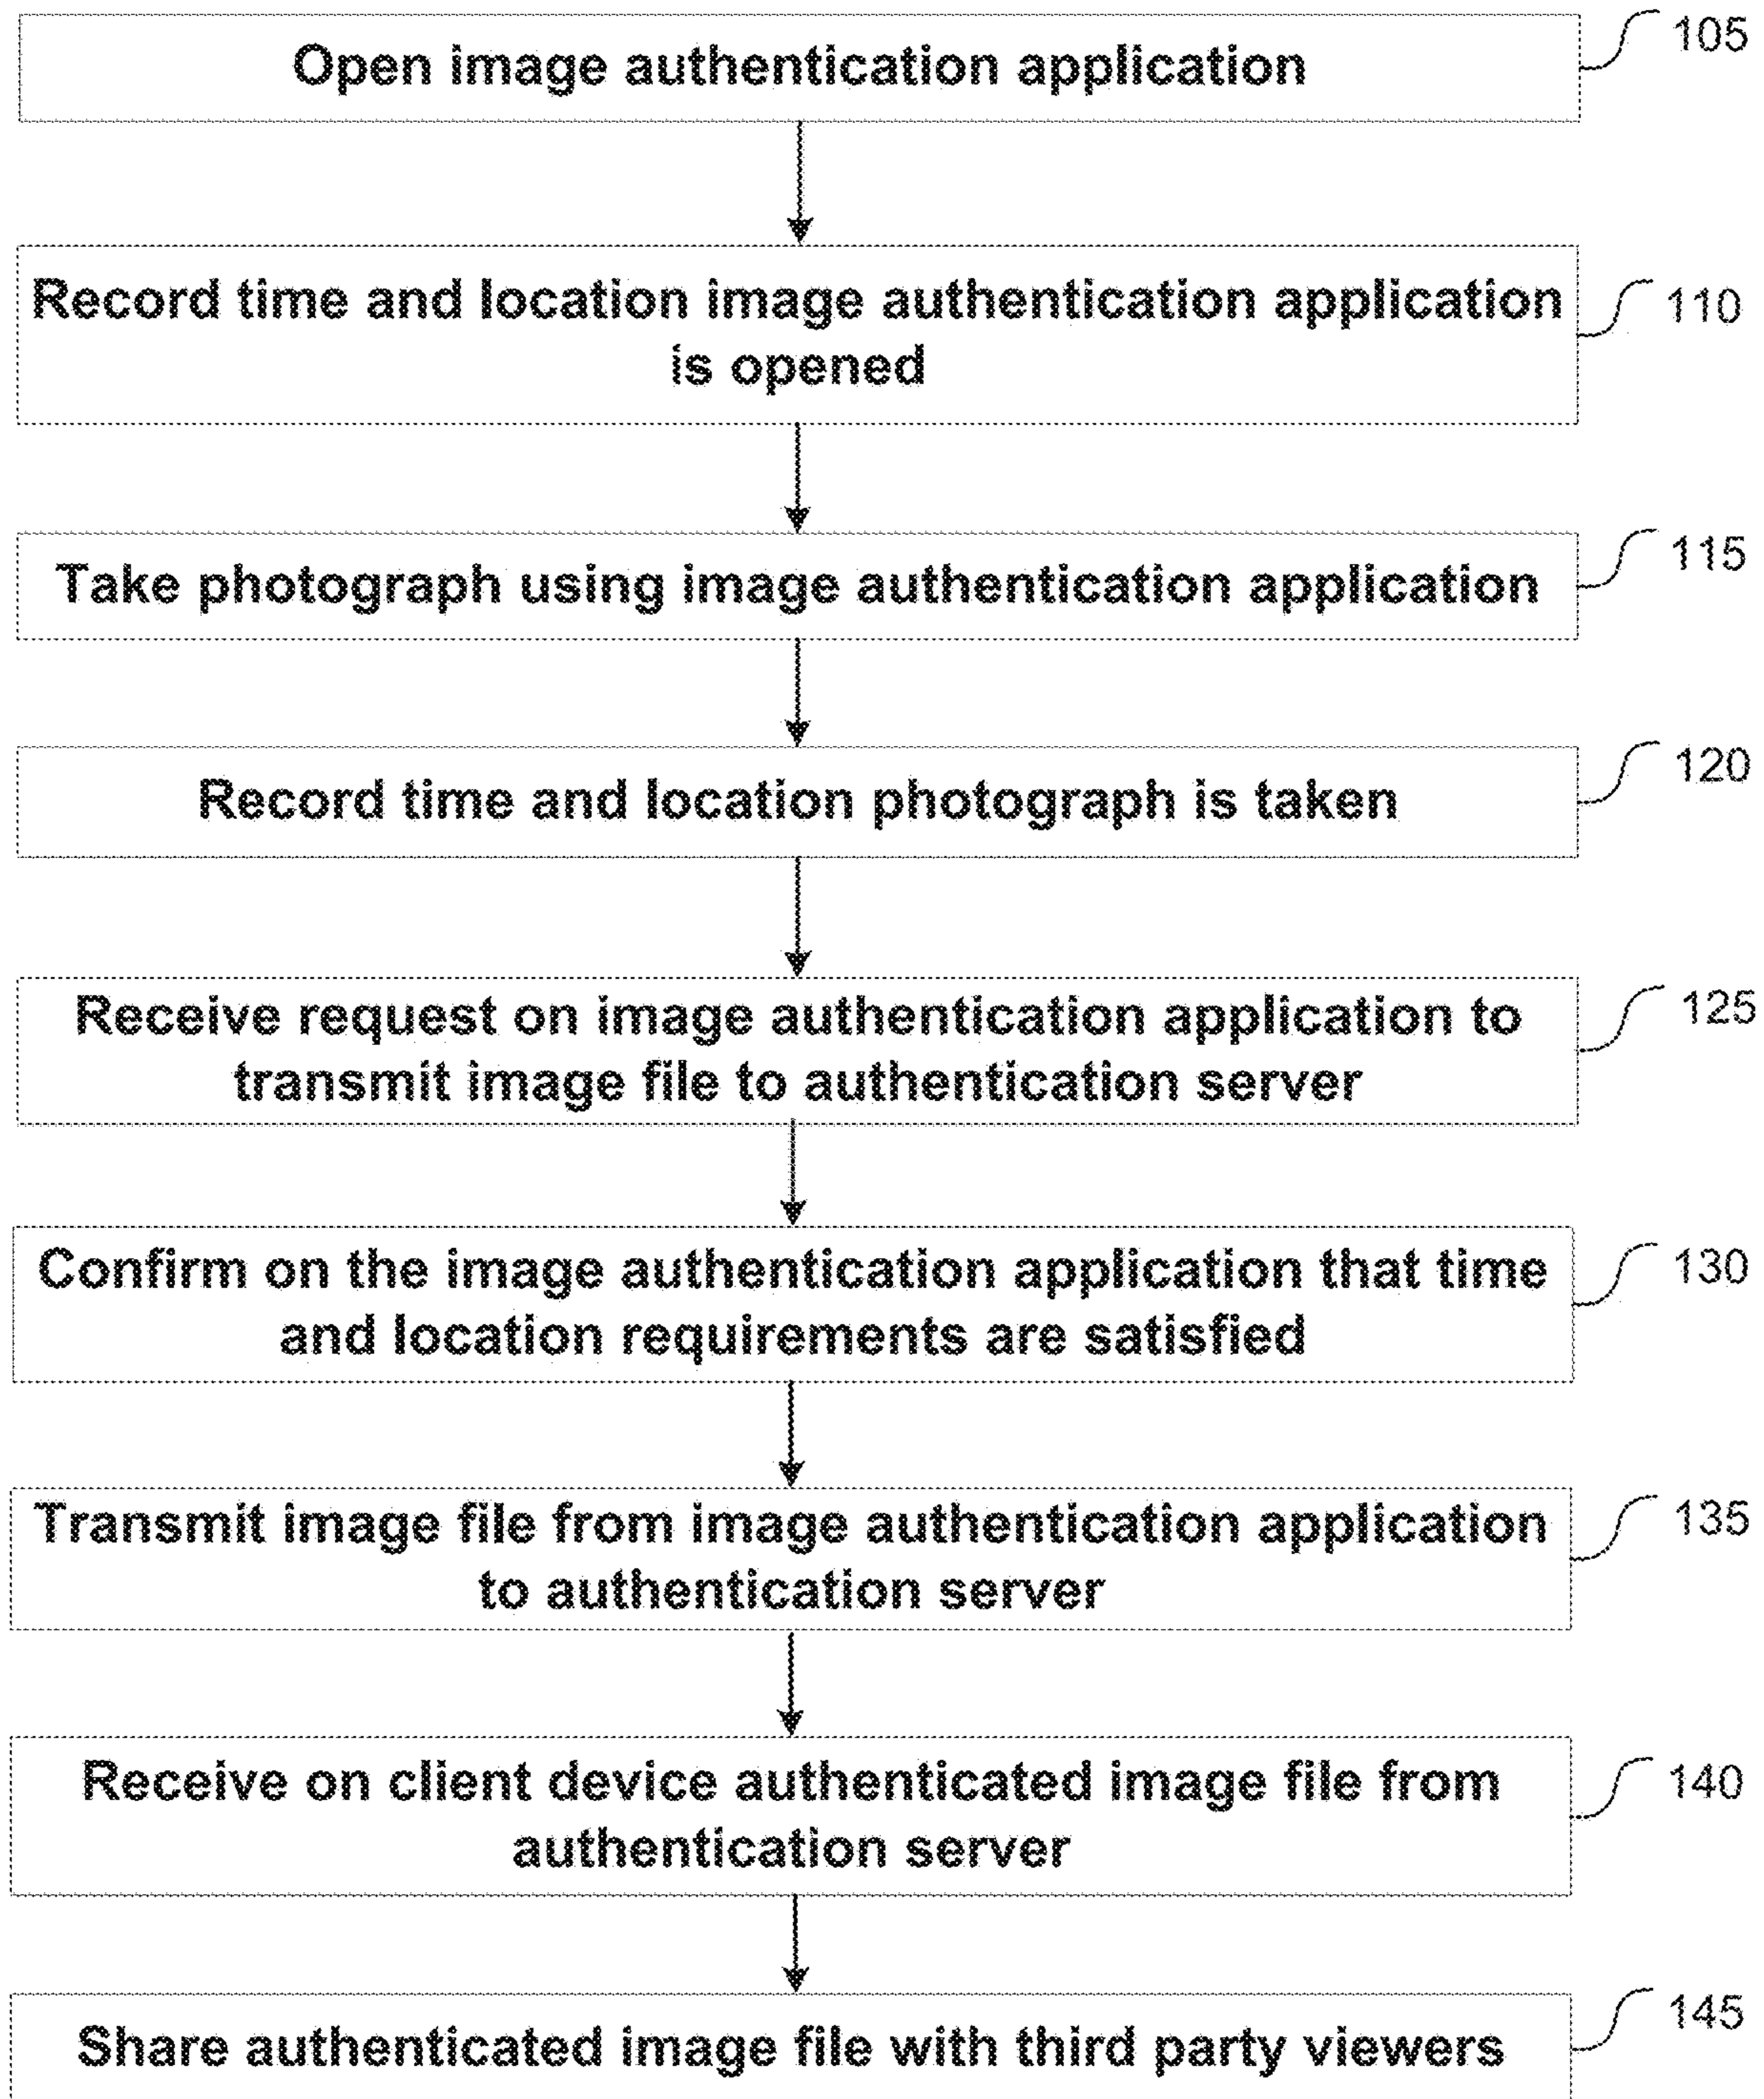 Open image authentication application
105
Record time and location image authentication application
is opened
110
Take photograph using image authentication application
115
Record time and location photograph is taken
120
Receive request on image authentication application to
transmit image file to authentication server
125
Confirm on the image authentication application that time
and location requirements are satisfied
130
Transmit image file from image authentication application
to authentication server
135
Receive on client device authenticated image file from
authentication server
140
Share authenticated image file with third party viewers
145